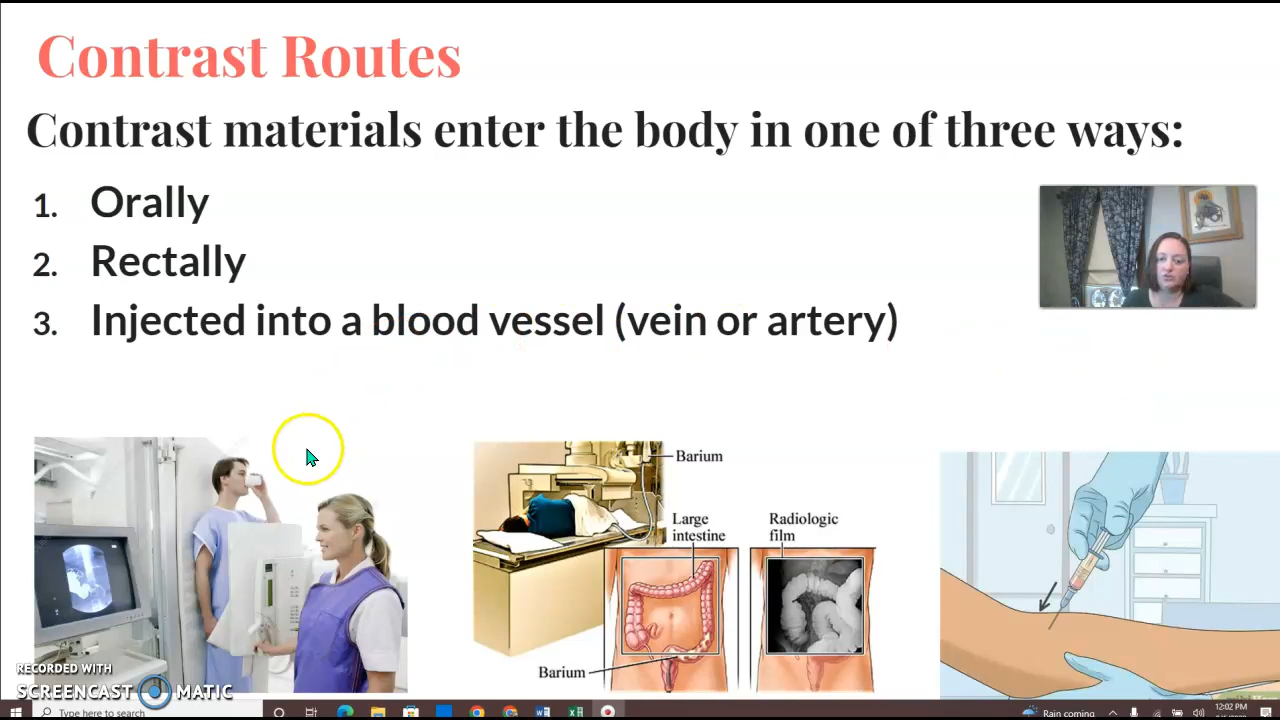 Contrast Routes
Contrast materials enter the body in one of three ways:
1. Orally
2. Rectally
3. Injected into a blood vessel (vein or artery)
Barium
Large
intestine
Radiologic
film
Barium
RECORDED WITH
SCREENCAST MATIC
Type here to search
Rain coming
12:02 PM